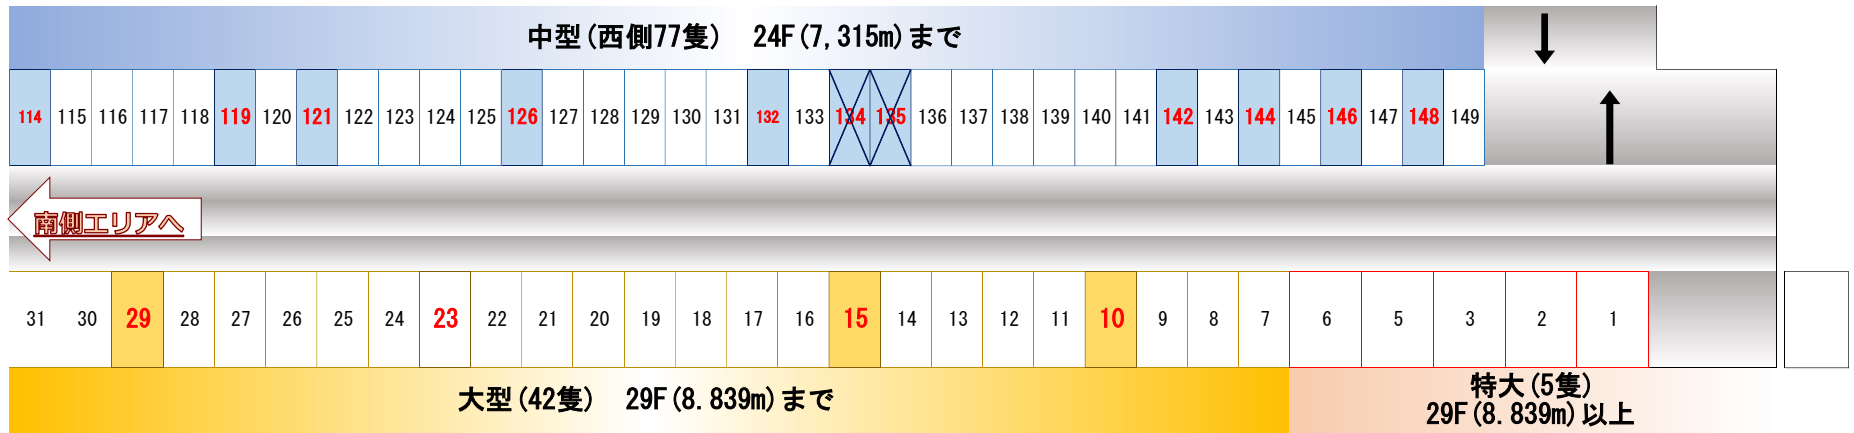 中型(西側77隻) 24F(7,315m)まで
114 115 116 117 118 119 120 121 122 123 124 125 126 127 128 129 130 131 132 133 134 135 136 137 138 139 140 141 142 143 144 145 146 147 148 149
南側エリアへ
31 30 29 28 27 26 25 24 23 22 21 20 19 18 17 16 15 14 13 12 11 10 9 8 7 6 5 3 2 1
大型(42隻) 29F(8.839m)まで
特大(5隻)
29F(8.839m)以上